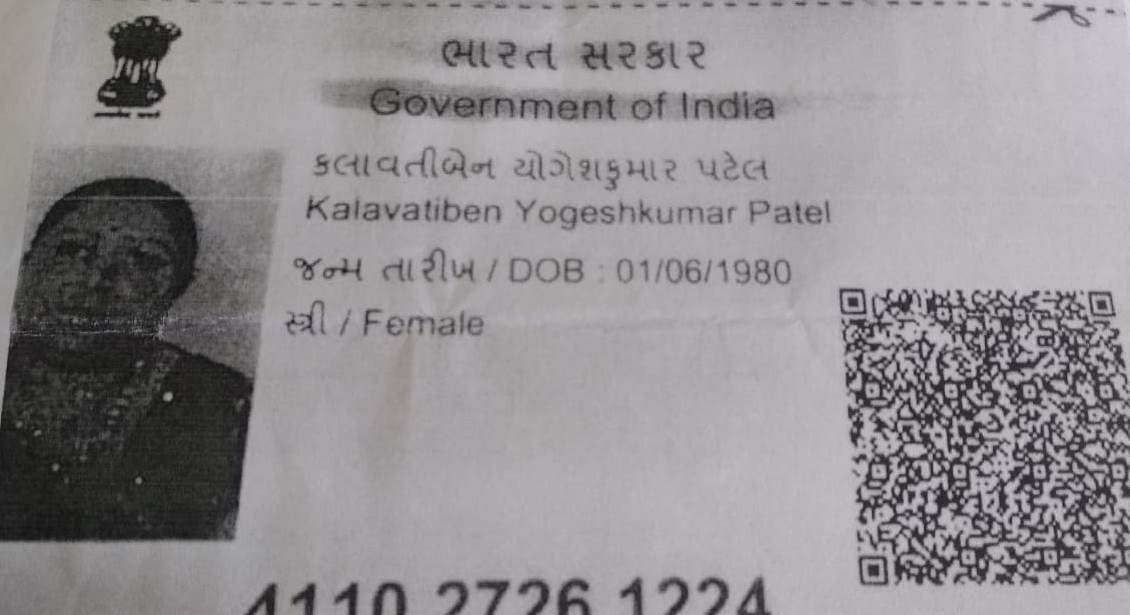 ભારત સરકાર
Government of India
કલાવતીબેન યોગેશકુમાર પટેલ
Kalavatiben Yogeshkumar Patel
જન્મ તારીખ / DOB : 01/06/1980
સ્ત્રી / Female
4110 2726 1224